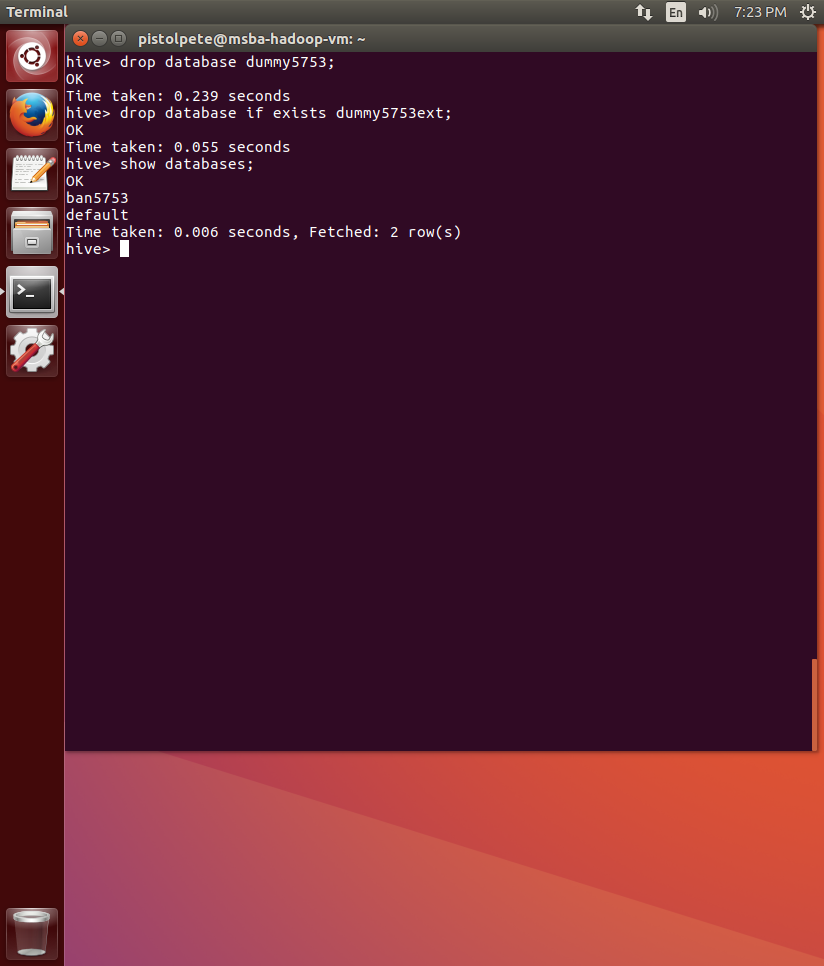 Terminal
En
7:23 PM
pistolpete@msba-hadoop-vm: ~
hive> drop database dummy5753;
OK
Time taken: 0.239 seconds
hive> drop database if exists dummy5753ext;
OK
Time taken: 0.055 seconds
hive> show databases;
OK
ban5753
default
Time taken: 0.006 seconds, Fetched: 2 row(s)
hive>
>_